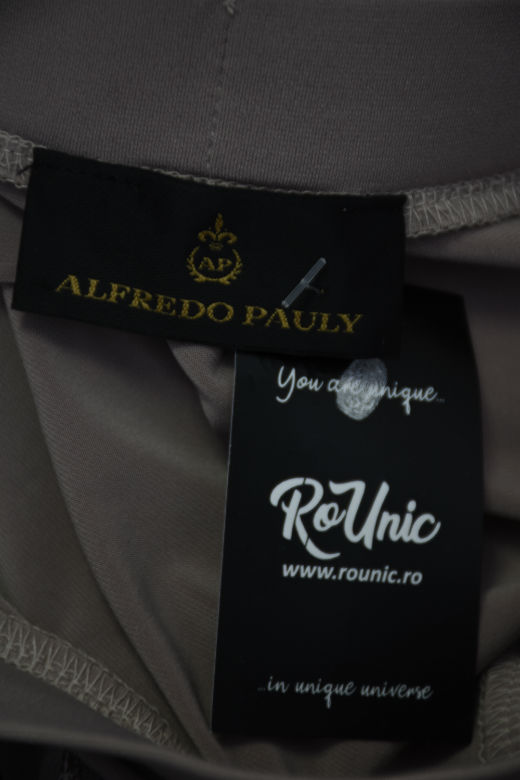 AP
ALFREDO PAULY
You are unique...
RoUnic
www.rounic.ro
...in unique universe